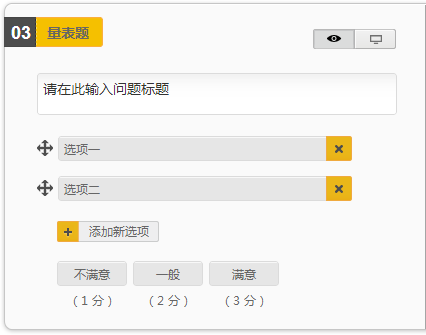 03 量表题
请在此输入问题标题
选项一
选项二
添加新选项
不满意 一般 满意
(1分) (2分) (3分)